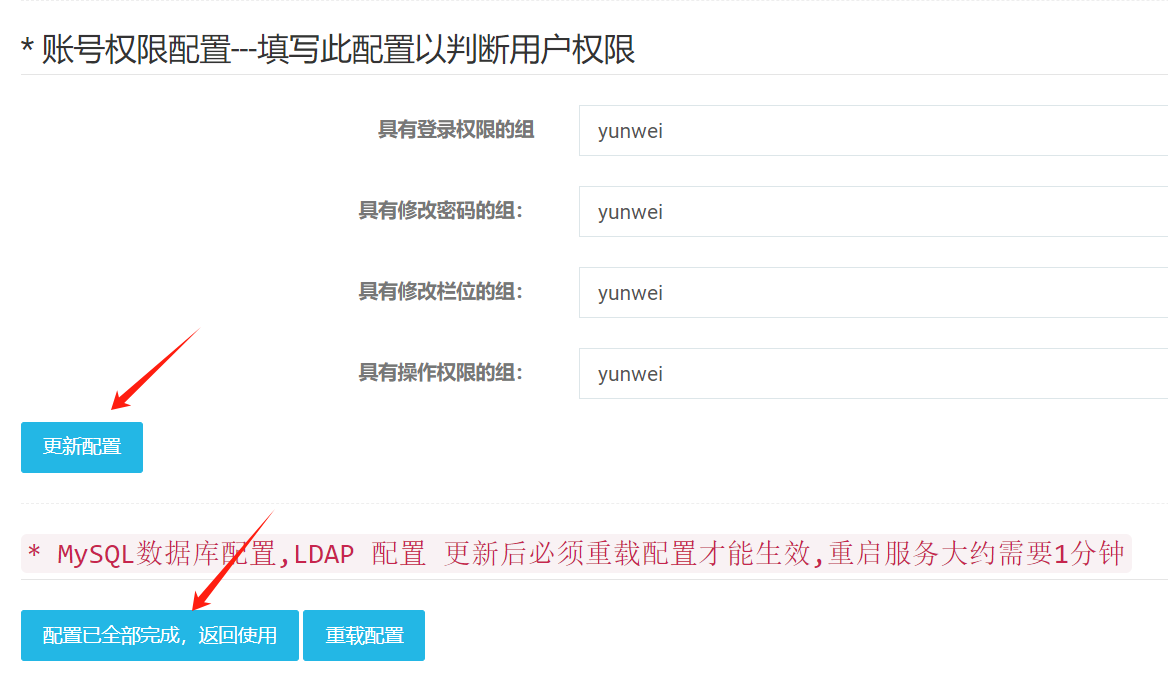 * 账号权限配置---填写此配置以判断用户权限
具有登录权限的组 yunwei
具有修改密码的组： yunwei
具有修改栏位的组： yunwei
具有操作权限的组： yunwei
更新配置
* MySQL数据库配置,LDAP 配置 更新后必须重载配置才能生效,重启服务大约需要1分钟
配置已全部完成，返回使用 重载配置